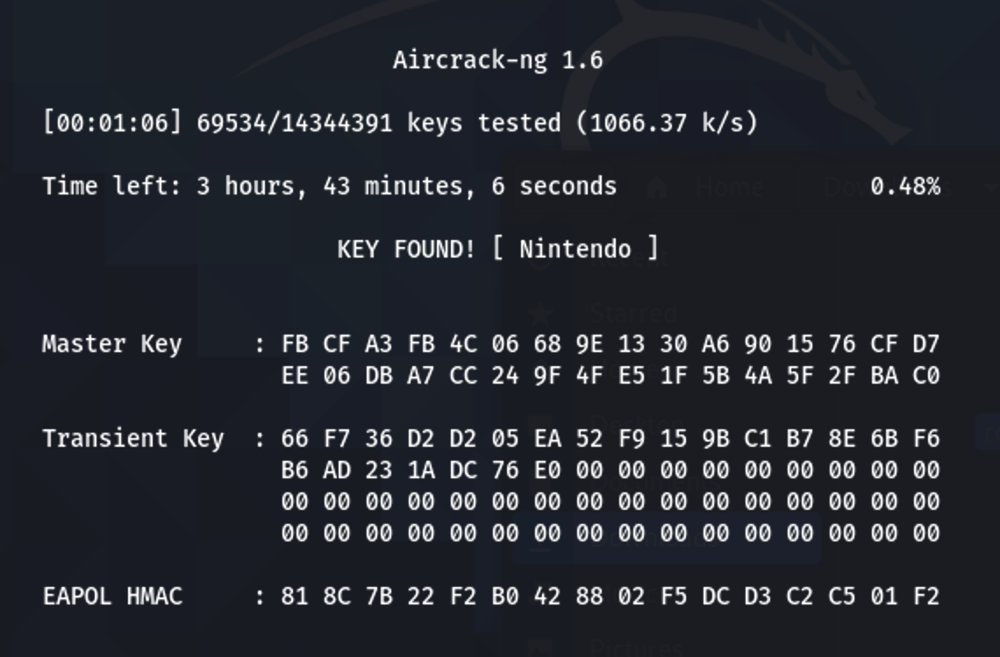 Aircrack-ng 1.6
[00:01:06] 69534/14344391 keys tested (1066.37 k/s)
Time left: 3 hours, 43 minutes, 6 seconds 0.48%
KEY FOUND! [ Nintendo ]
Master Key : FB CF A3 FB 4C 06 68 9E 13 30 A6 90 15 76 CF D7
EE 06 DB A7 CC 24 9F 4F E5 1F 5B 4A 5F 2F BA C0
Transient Key : 66 F7 36 D2 D2 05 EA 52 F9 15 9B C1 B7 8E 6B F6
B6 AD 23 1A DC 76 E0 00 00 00 00 00 00 00 00 00
00 00 00 00 00 00 00 00 00 00 00 00 00 00 00 00
00 00 00 00 00 00 00 00 00 00 00 00 00 00 00 00
EAPOL HMAC : 81 8C 7B 22 F2 B0 42 88 02 F5 DC D3 C2 C5 01 F2
Home
Starred
Desktop
Documents
Pictures